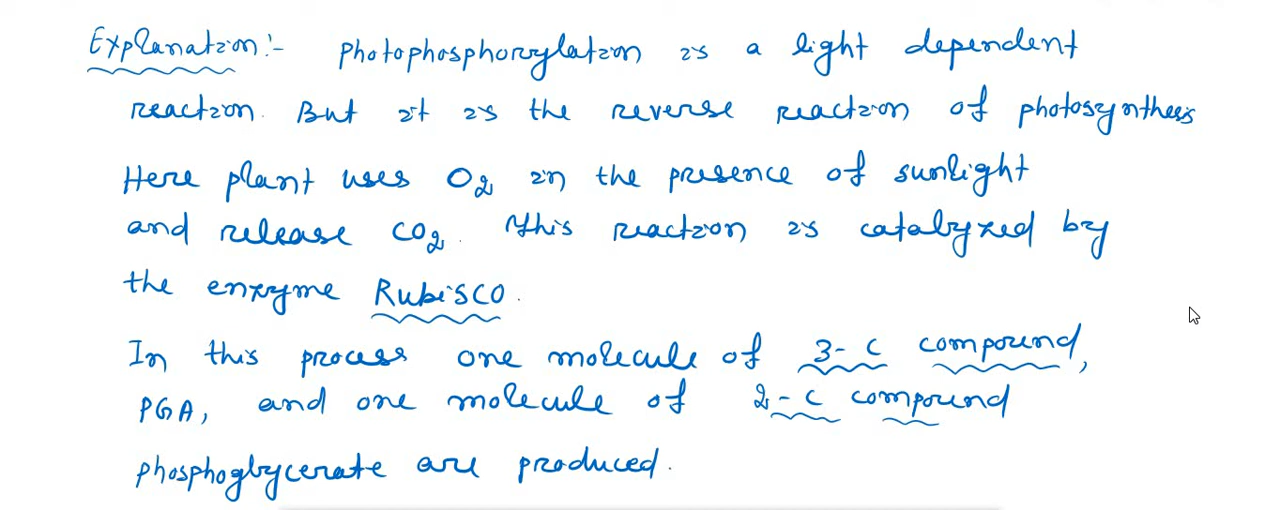 Explanation:-   Photophosphorylation is a light dependent
reaction. But it is the reverse reaction of photosynthesis
Here plant uses O2 in the presence of sunlight
and release CO2. This reaction is catalyzed by
the enzyme Rubisco.
In this process one molecule of 3-C compound,
PGA, and one molecule of 2-C compound
phosphoglycerate are produced.